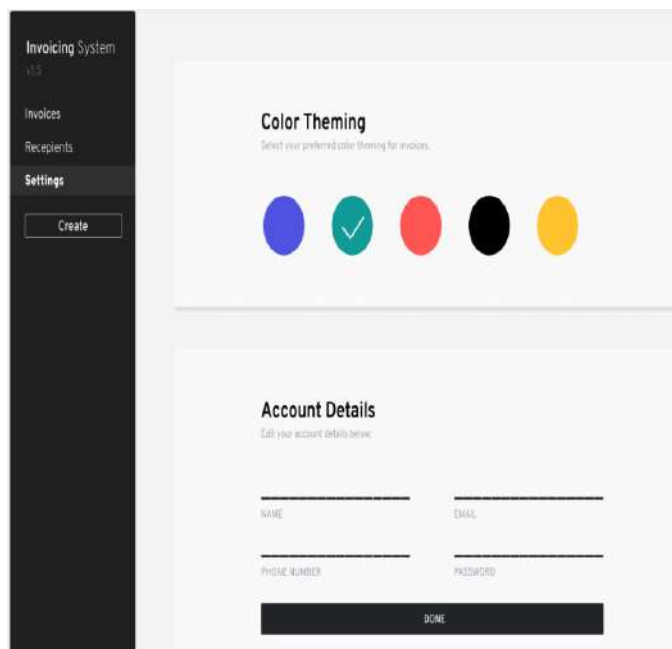 Invoicing System
v1.5
Invoices
Recepients
Settings
Create
Color Theming
Select your preferred color theming for invoices.
Account Details
Edit your account details below.
NAME
EMAIL
PHONE NUMBER
PASSWORD
DONE